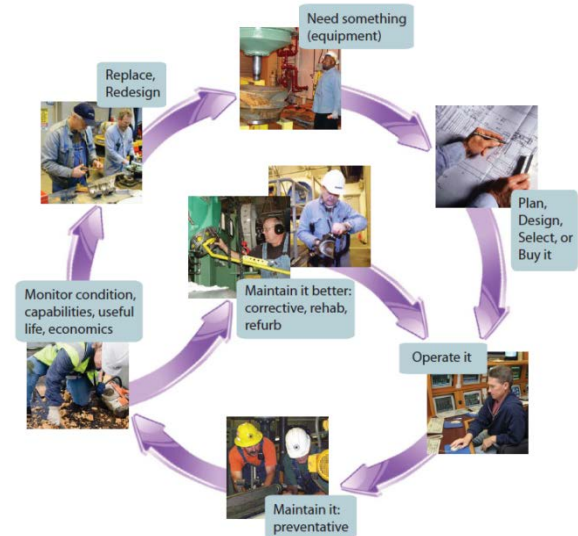 Need something
(equipment)
Replace,
Redesign
Plan,
Design,
Select, or
Buy it
Maintain it better:
corrective, rehab,
refurb
Monitor condition,
capabilities, useful
life, economics
Operate it
Maintain it:
preventative